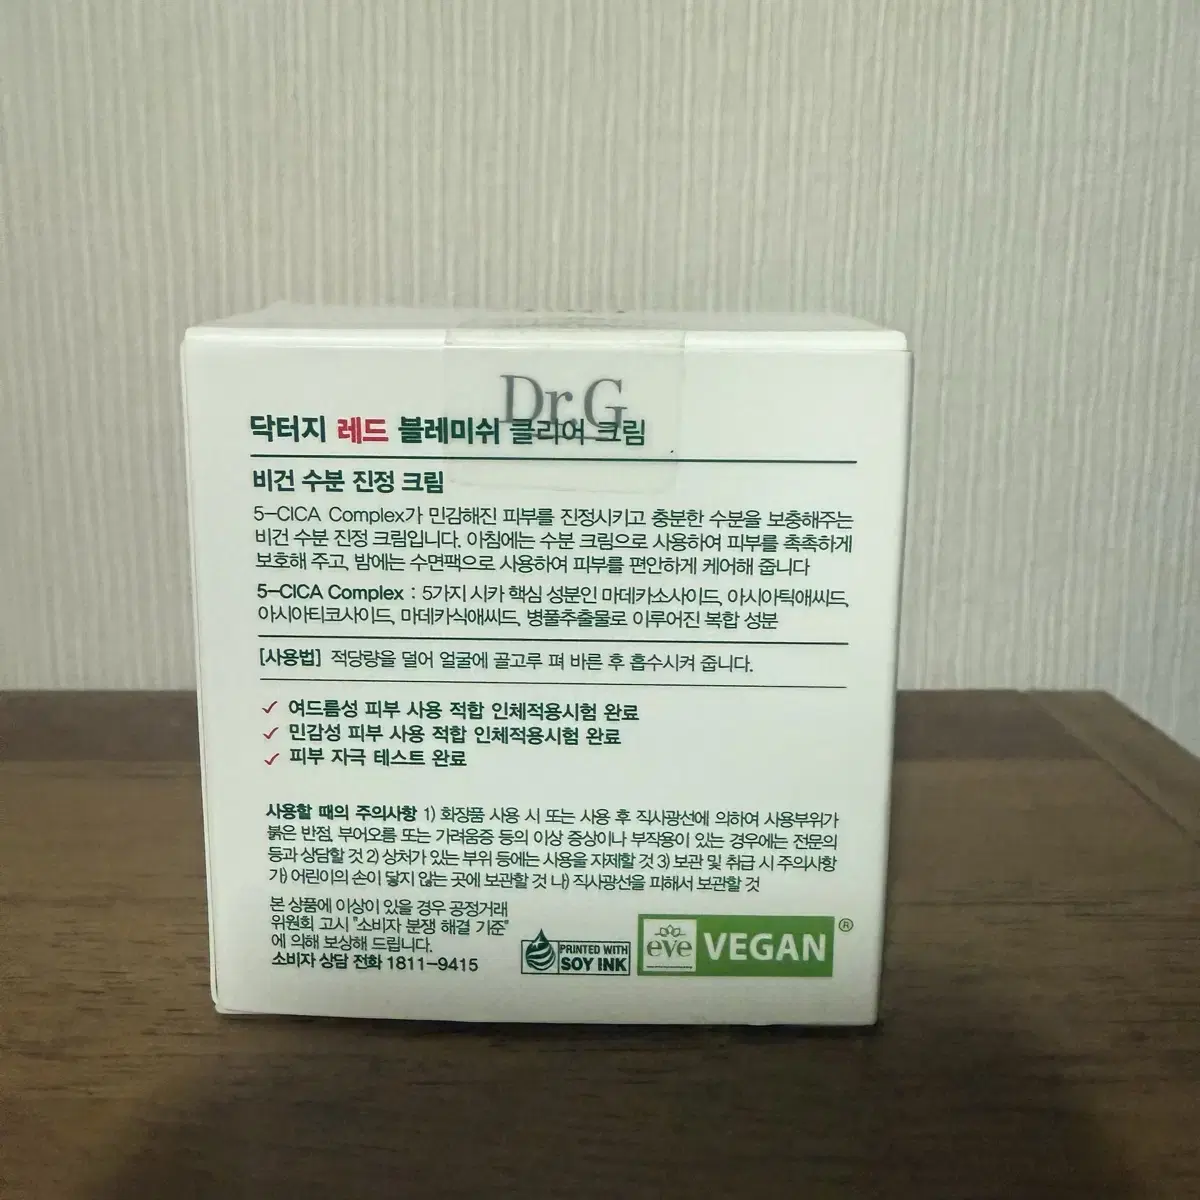 Dr.G
닥터지 레드 블레미쉬 클리어 크림
비건 수분 진정 크림
5-CICA Complex가 민감해진 피부를 진정시키고 충분한 수분을 보충해주는
비건 수분 진정 크림입니다. 아침에는 수분 크림으로 사용하여 피부를 촉촉하게
보호해 주고, 밤에는 수면팩으로 사용하여 피부를 편안하게 케어해 줍니다
5-CICA Complex : 5가지 시카 핵심 성분인 마데카소사이드, 아시아틱애씨드,
아시아티코사이드, 마데카식애씨드, 병풀추출물로 이루어진 복합 성분
[사용법] 적당량을 덜어 얼굴에 골고루 펴 바른 후 흡수시켜 줍니다.
여드름성 피부 사용 적합 인체적용시험 완료
민감성 피부 사용 적합 인체적용시험 완료
피부 자극 테스트 완료
사용할 때의 주의사항 1) 화장품 사용 시 또는 사용 후 직사광선에 의하여 사용부위가
붉은 반점, 부어오름 또는 가려움증 등의 이상 증상이나 부작용이 있는 경우에는 전문의
등과 상담할 것 2) 상처가 있는 부위 등에는 사용을 자제할 것 3) 보관 및 취급 시 주의사항
가) 어린이의 손이 닿지 않는 곳에 보관할 것 나) 직사광선을 피해서 보관할 것
본 상품에 이상이 있을 경우 공정거래
위원회 고시 "소비자 분쟁 해결 기준"
에 의해 보상해 드립니다.
소비자 상담 전화 1811-9415
PRINTED WITH
SOY INK
eve VEGAN ®